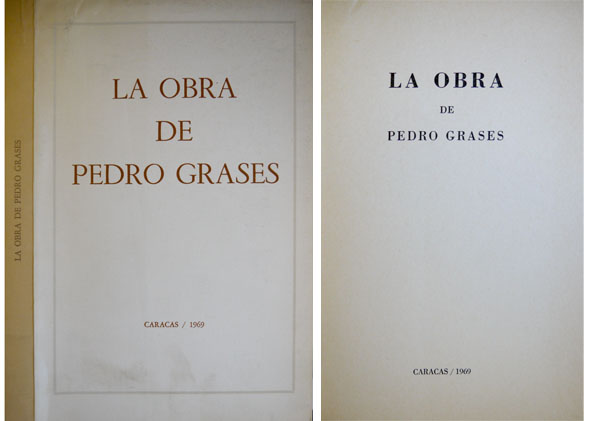 LA OBRA DE PEDRO GRASES
LA OBRA
DE
PEDRO GRASES
CARACAS / 1969
LA OBRA
DE
PEDRO GRASES
CARACAS / 1969